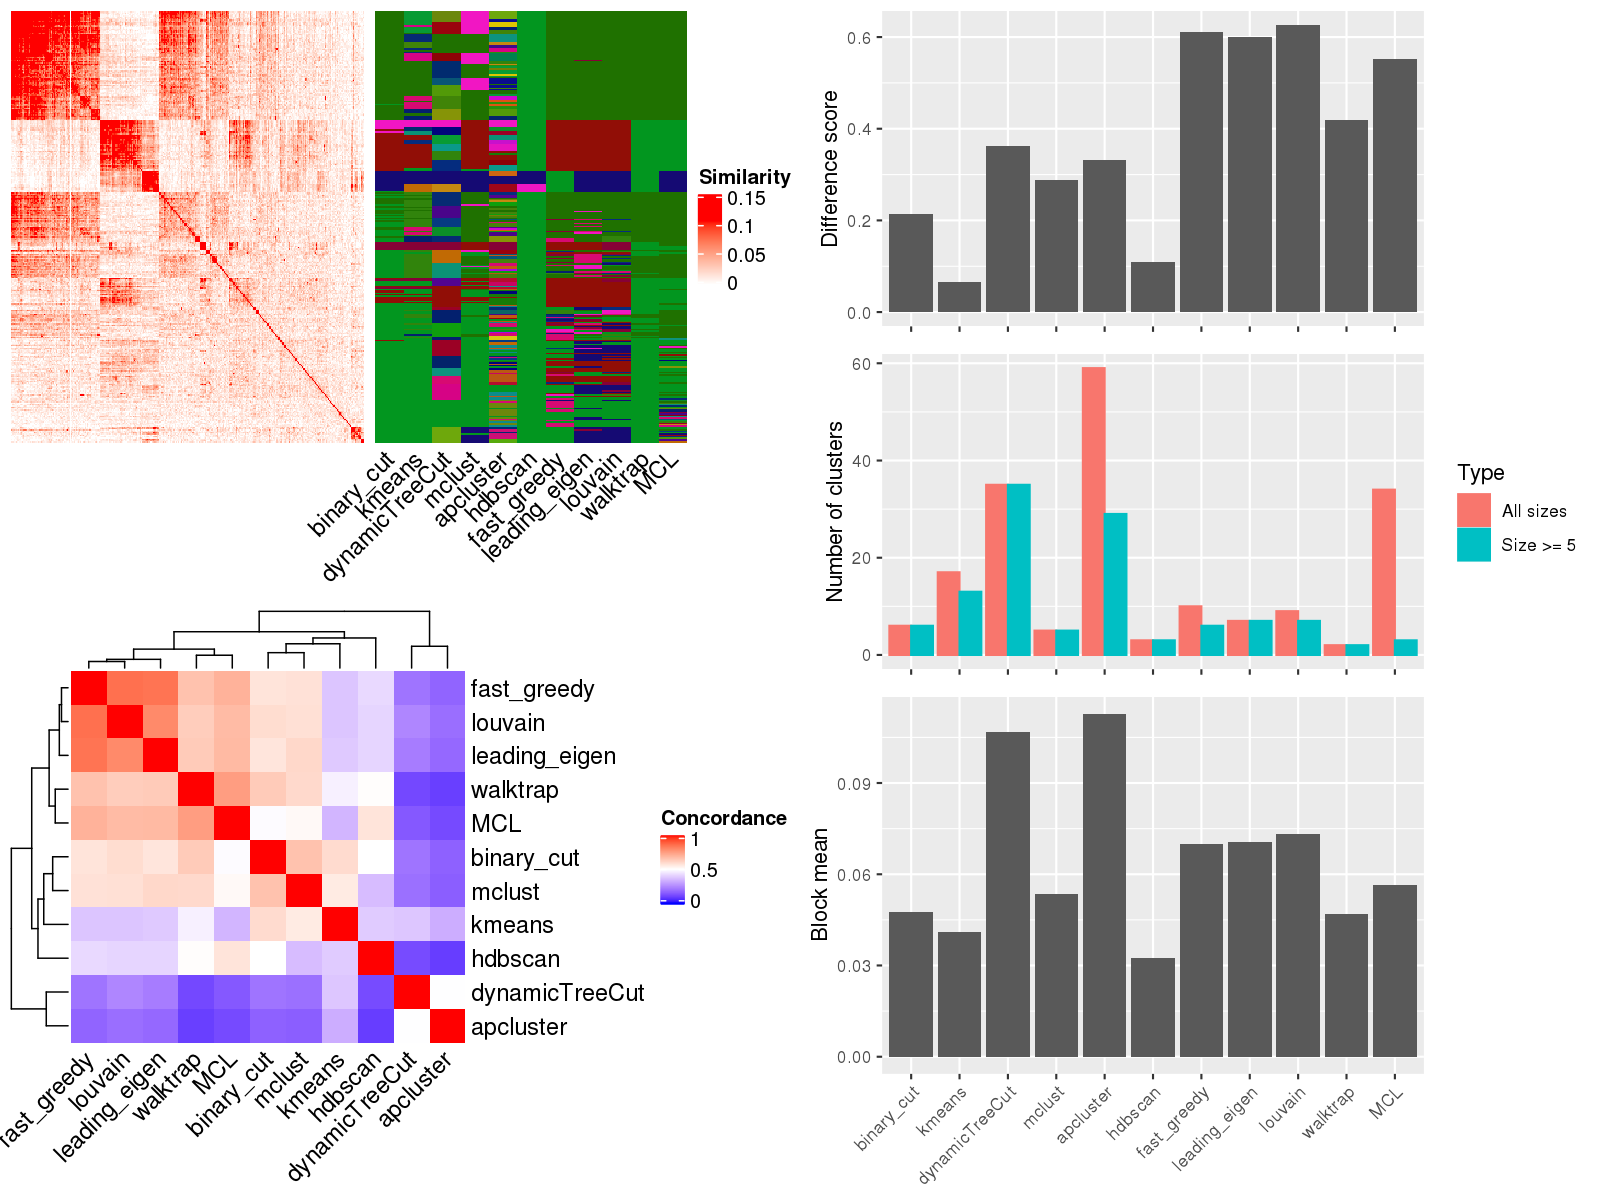 Similarity
0.15
0.1
0.05
0
binary_cut
kmeans
dynamicTreeCut
mclust
apcluster
hdbscan
fast_greedy
leading_eigen
louvain
walktrap
MCL
fast_greedy
louvain
leading_eigen
walktrap
MCL
binary_cut
mclust
kmeans
hdbscan
dynamicTreeCut
apcluster
Concordance
1
0.5
0
fast_greedy
louvain
leading_eigen
walktrap
MCL
binary_cut
mclust
kmeans
hdbscan
dynamicTreeCut
apcluster
Difference score
0.6
0.4
0.2
0.0
Number of clusters
60
40
20
0
Type
All sizes
Size >= 5
Block mean
0.09
0.06
0.03
0.00
binary_cut
kmeans
dynamicTreeCut
mclust
apcluster
hdbscan
fast_greedy
leading_eigen
louvain
walktrap
MCL